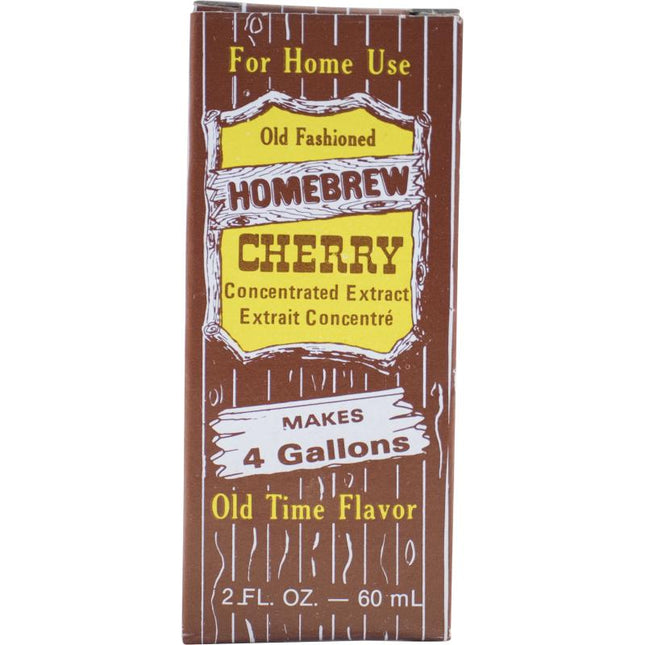 For Home Use
Old Fashioned
HOMEBREW
CHERRY
Concentrated Extract
Extrait Concentré
MAKES
4 Gallons
Old Time Flavor
2 FL. OZ. — 60 mL